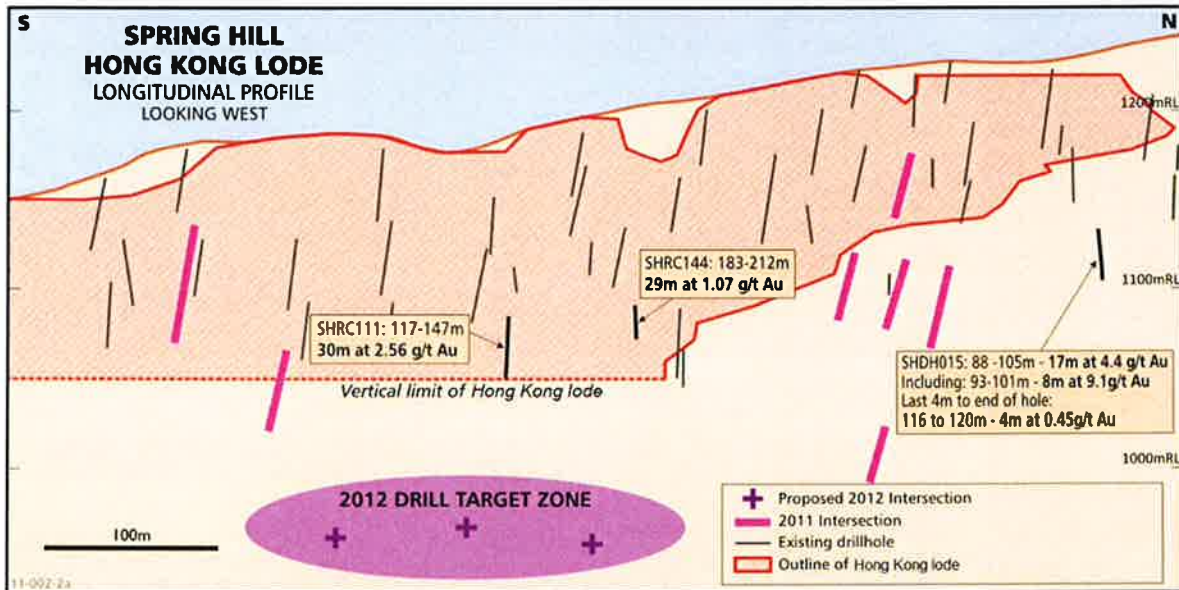 S
N
SPRING HILL
HONG KONG LODE
LONGITUDINAL PROFILE
LOOKING WEST
1200mRL
SHRC144: 183-212m
29m at 1.07 g/t Au
1100mRL
SHRC111: 117-147m
30m at 2.56 g/t Au
SHDH015: 88 -105m - 17m at 4.4 g/t Au
Including: 93-101m - 8m at 9.1g/t Au
Last 4m to end of hole:
116 to 120m - 4m at 0.45g/t Au
Vertical limit of Hong Kong lode
1000mRL
2012 DRILL TARGET ZONE
100m
Proposed 2012 Intersection
2011 Intersection
Existing drillhole
Outline of Hong Kong lode
11-002-2a